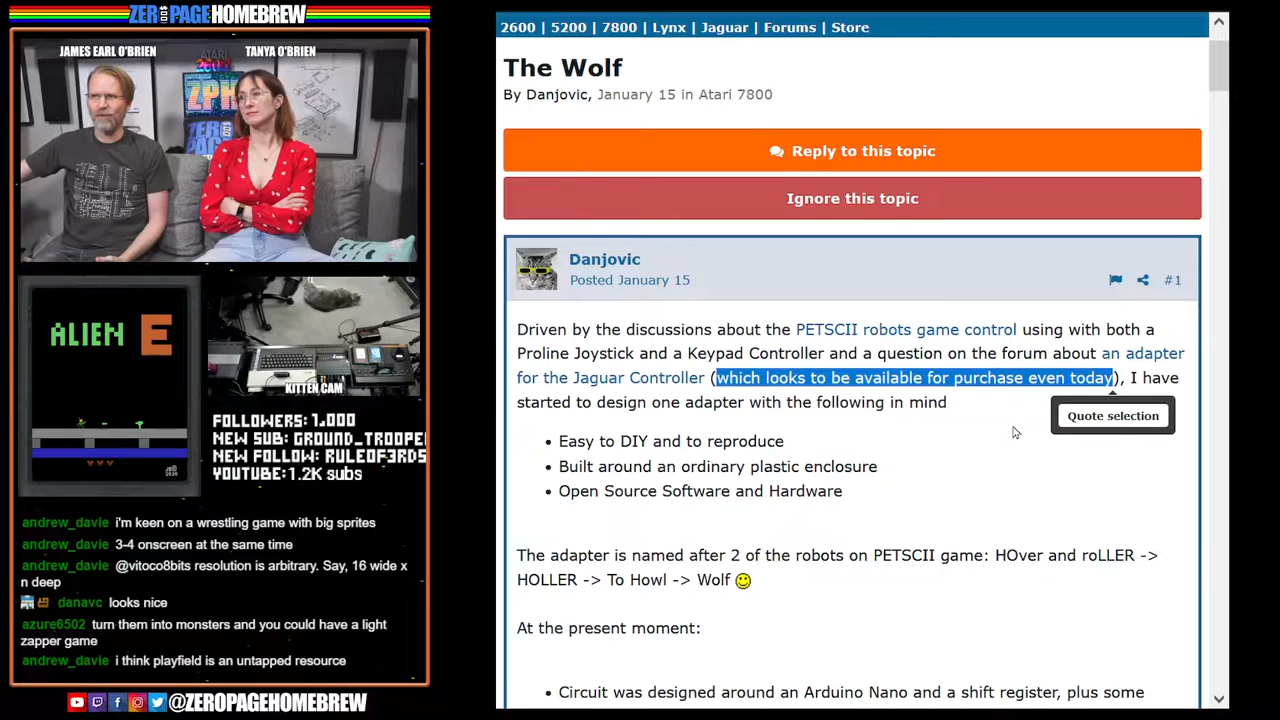 ZERO PAGE HOMEBREW
JAMES EARL O'BRIEN
TANYA O'BRIEN
ATARI
2600
ZPH
ZERO
PAGE
ALIEN E
KITTEN CAM
FOLLOWERS: 1,000
NEW SUB: GROUND_TROOPER
NEW FOLLOW: RULEOF3RDS
YOUTUBE: 1.2K subs
andrew_davie i'm keen on a wrestling game with big sprites
andrew_davie 3-4 onscreen at the same time
andrew_davie @vitoco8bits resolution is arbitrary. Say, 16 wide x
n deep
danavc looks nice
azure6502 turn them into monsters and you could have a light
zapper game
andrew_davie i think playfield is an untapped resource
@ZEROPAGEHOMEBREW
2600 | 5200 | 7800 | Lynx | Jaguar | Forums | Store
The Wolf
By Danjovic, January 15 in Atari 7800
Reply to this topic
Ignore this topic
Danjovic
Posted January 15
#1
Driven by the discussions about the PETSCII robots game control using with both a
Proline Joystick and a Keypad Controller and a question on the forum about an adapter
for the Jaguar Controller (which looks to be available for purchase even today), I have
started to design one adapter with the following in mind
Quote selection
• Easy to DIY and to reproduce
• Built around an ordinary plastic enclosure
• Open Source Software and Hardware
The adapter is named after 2 of the robots on PETSCII game: HOver and roLLER ->
HOLLER -> To Howl -> Wolf
At the present moment:
• Circuit was designed around an Arduino Nano and a shift register, plus some